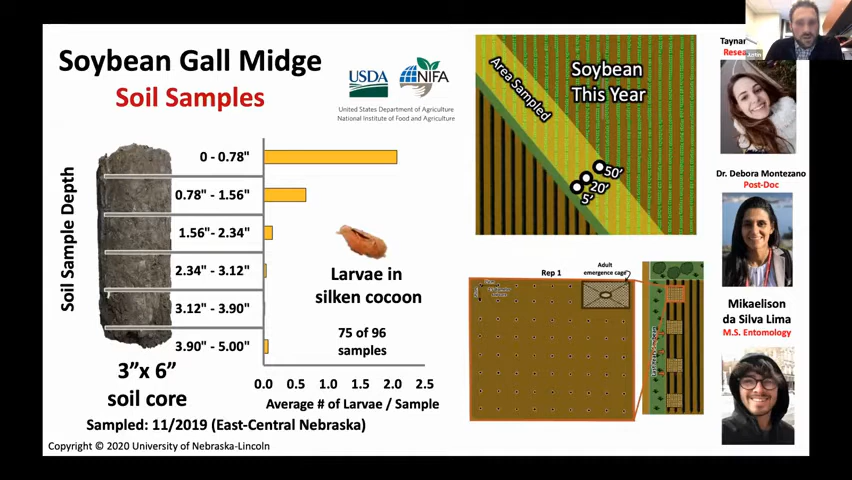 Soybean Gall Midge
Soil Samples
USDA
NIFA
United States Department of Agriculture
National Institute of Food and Agriculture
Soil Sample Depth
0 - 0.78"
0.78" - 1.56"
1.56"- 2.34"
2.34" - 3.12"
3.12" - 3.90"
3.90" - 5.00"
Larvae in
silken cocoon
75 of 96
samples
0.0 0.5 1.0 1.5 2.0 2.5
Average # of Larvae / Sample
3”x 6”
soil core
Sampled: 11/2019 (East-Central Nebraska)
Copyright © 2020 University of Nebraska-Lincoln
Area Sampled
Soybean
This Year
50'
20'
5'
Rep 1
Adult
emergence cage
Dr. Debora Montezano
Post-Doc
Mikaelison
da Silva Lima
M.S. Entomology